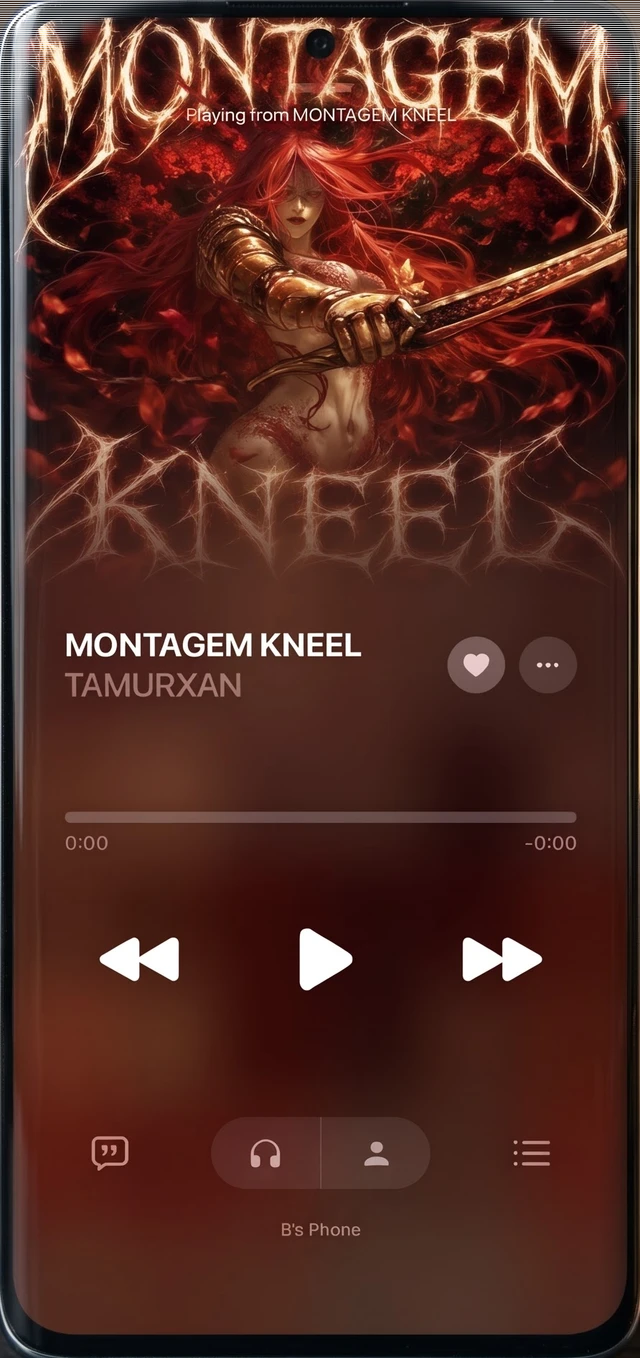 MONTAGEM
Playing from MONTAGEM KNEEL
KNEEL
MONTAGEM KNEEL
TAMURXAN
0:00
-0:00
B's Phone